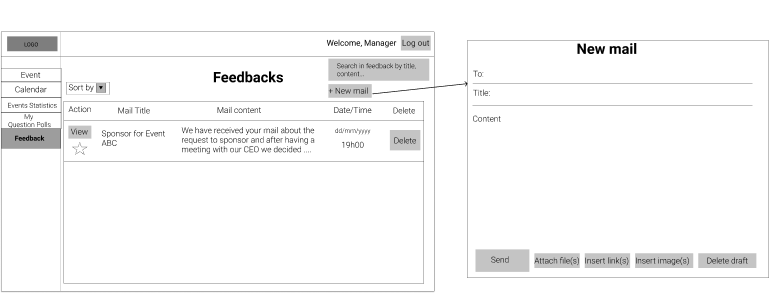 LOGO
Welcome, Manager Log out
Event
Calendar
Events Statistics
My
Question Polls
Feedback
Feedbacks
Search in feedback by title,
content...
Sort by ▼
+ New mail
Action Mail Title Mail content Date/Time Delete
View
Sponsor for Event
ABC
We have received your mail about the
request to sponsor and after having a
meeting with our CEO we decided ....
dd/mm/yyyy
19h00
Delete
New mail
To:
Title:
Content
Send Attach file(s) Insert link(s) Insert image(s) Delete draft